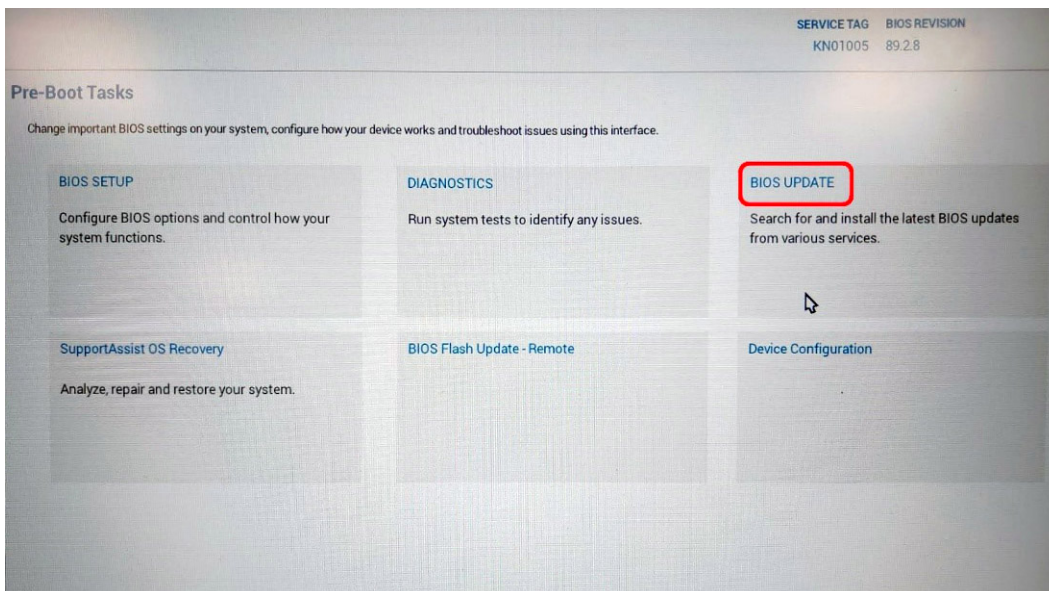 SERVICE TAG BIOS REVISION
KN01005 89.2.8
Pre-Boot Tasks
Change important BIOS settings on your system, configure how your device works and troubleshoot issues using this interface.
BIOS SETUP
Configure BIOS options and control how your
system functions.
DIAGNOSTICS
Run system tests to identify any issues.
BIOS UPDATE
Search for and install the latest BIOS updates
from various services.
SupportAssist OS Recovery
Analyze, repair and restore your system.
BIOS Flash Update - Remote
Device Configuration